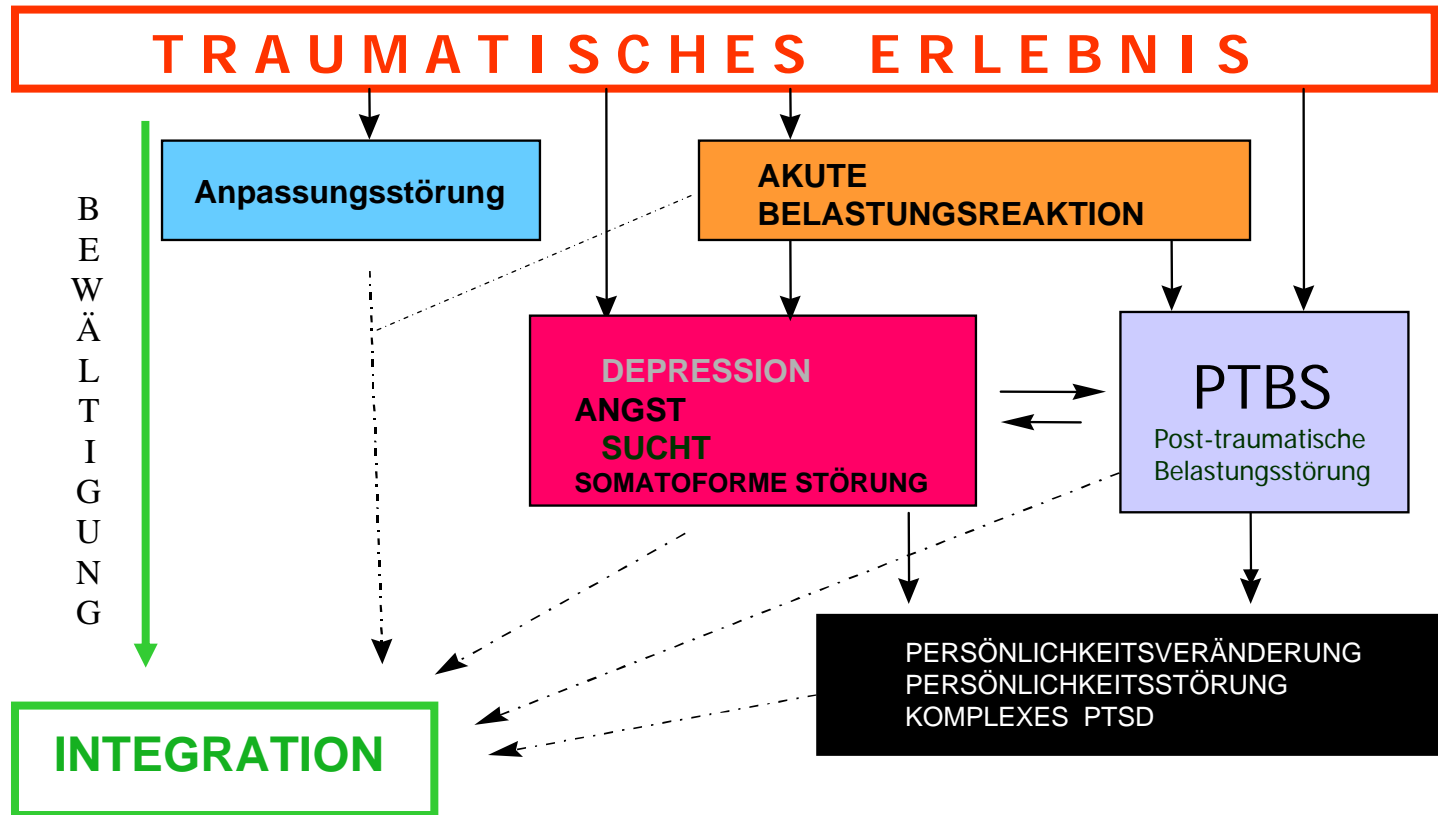 TRAUMATISCHES ERLEBNIS
Anpassungsstörung
AKUTE
BELASTUNGSREAKTION
BEWÄLTIGUNG
DEPRESSION
ANGST
SUCHT
SOMATOFORME STÖRUNG
PTBS
Post-traumatische
Belastungsstörung
PERSÖNLICHKEITSVERÄNDERUNG
PERSÖNLICHKEITSSTÖRUNG
KOMPLEXES PTSD
INTEGRATION